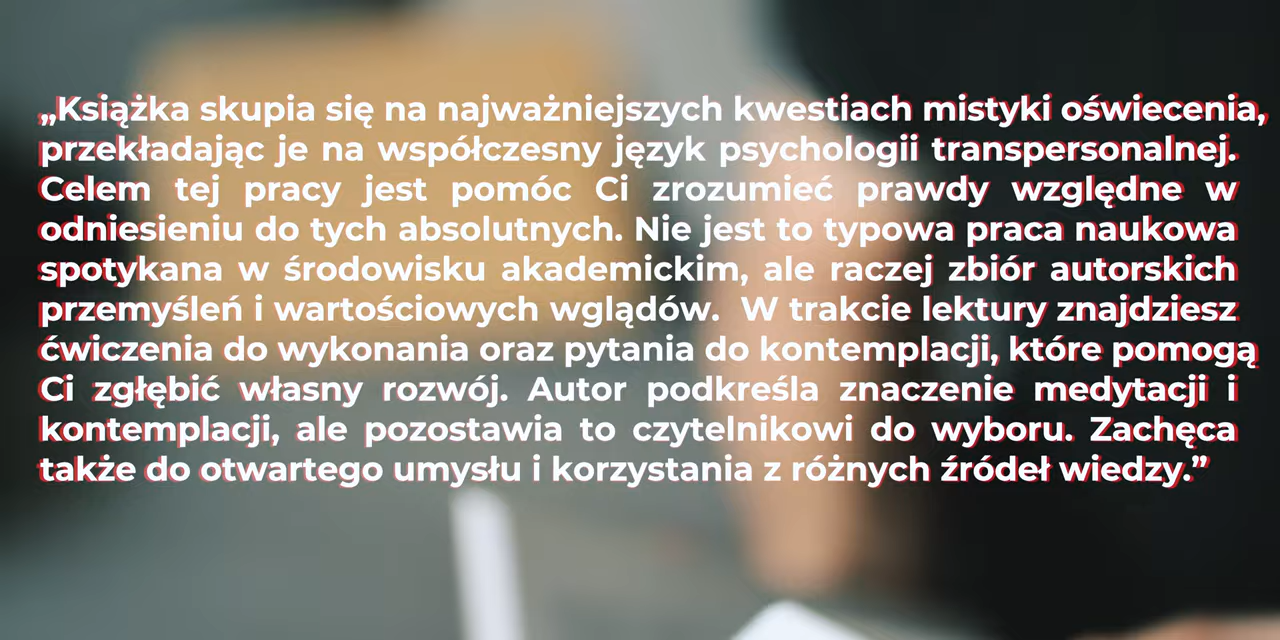 „Książka skupia się na najważniejszych kwestiach mistyki oświecenia,
przekładając je na współczesny język psychologii transpersonalnej.
Celem tej pracy jest pomóc Ci zrozumieć prawdy względne w
odniesieniu do tych absolutnych. Nie jest to typowa praca naukowa
spotykana w środowisku akademickim, ale raczej zbiór autorskich
przemyśleń i wartościowych wglądów. W trakcie lektury znajdziesz
ćwiczenia do wykonania oraz pytania do kontemplacji, które pomogą
Ci zgłębić własny rozwój. Autor podkreśla znaczenie medytacji i
kontemplacji, ale pozostawia to czytelnikowi do wyboru. Zachęca
także do otwartego umysłu i korzystania z różnych źródeł wiedzy.”